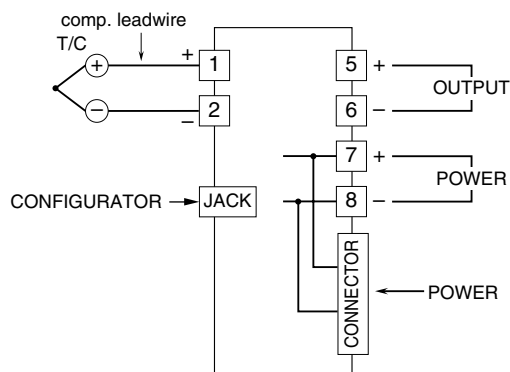 comp. leadwire
T/C
+
+
1
−
−
2
5
+
OUTPUT
6
−
7
+
POWER
8
−
CONFIGURATOR
JACK
CONNECTOR
POWER